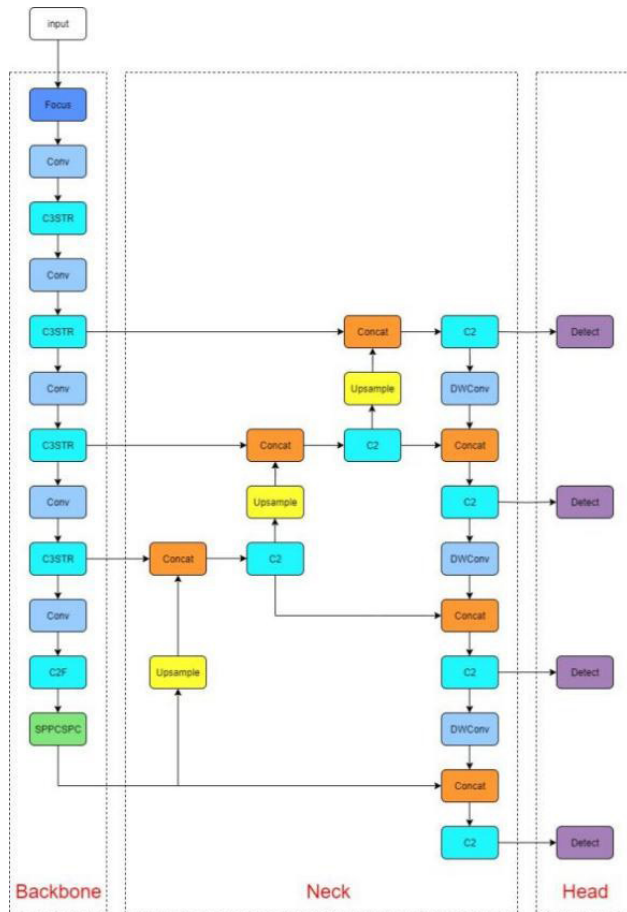 input
Focus
Conv
C3STR
Conv
C3STR
Concat
C2
Detect
Conv
Upsample
DWConv
C3STR
Concat
C2
Concat
Conv
Upsample
C2
Detect
C3STR
Concat
C2
DWConv
Conv
Concat
C2F
Upsample
C2
Detect
SPPCSPC
DWConv
Concat
C2
Detect
Backbone
Neck
Head